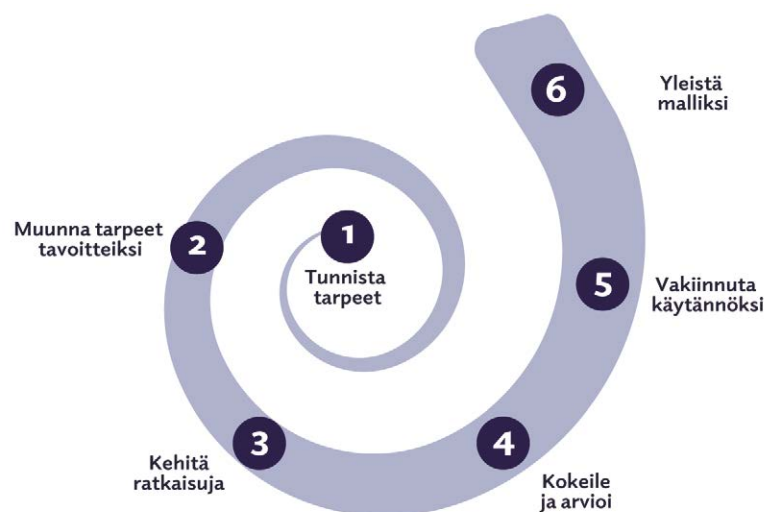 1
Tunnista
tarpeet
2
Muunna tarpeet
tavoitteiksi
3
Kehitä
ratkaisuja
4
Kokeile
ja arvioi
5
Vakiinnuta
käytännöksi
6
Yleistä
malliksi